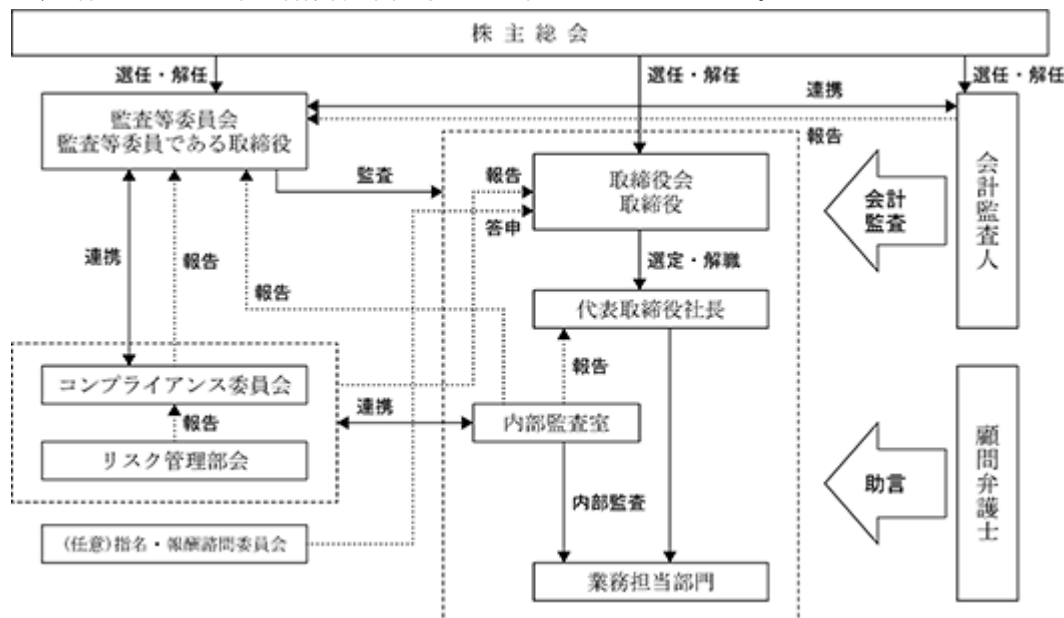 株主総会
選任・解任
選任・解任
選任・解任
連携
報告
監査等委員会
監査等委員である取締役
監査
報告
答申
取締役会
取締役
会計
監査
会計監査人
連携
報告
報告
選定・解職
代表取締役社長
報告
コンプライアンス委員会
報告
リスク管理部会
連携
内部監査室
内部監査
助言
顧問弁護士
(任意)指名・報酬諮問委員会
業務担当部門